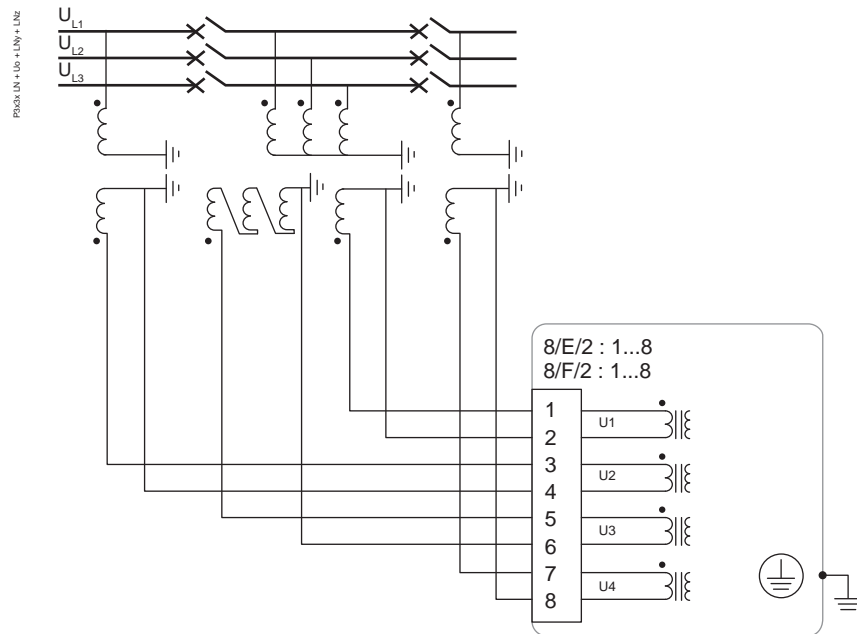 P3x3x LN + Uo + LNy + LNz
UL1
UL2
UL3
8/E/2 : 1...8
8/F/2 : 1...8
1
2
U1
3
4
U2
5
6
U3
7
8
U4